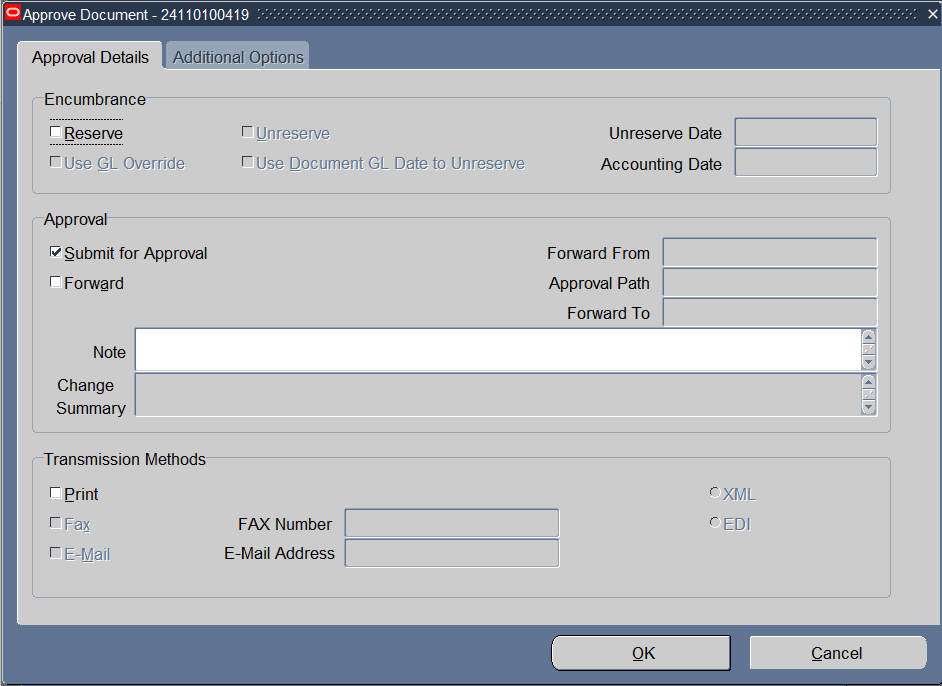 Approve Document - 24110100419
Approval Details Additional Options
Encumbrance
Reserve Unreserve Unreserve Date
Use GL Override Use Document GL Date to Unreserve Accounting Date
Approval
Submit for Approval Forward From
Forward Approval Path
Forward To
Note
Change
Summary
Transmission Methods
Print XML
Fax FAX Number EDI
E-Mail E-Mail Address
OK Cancel